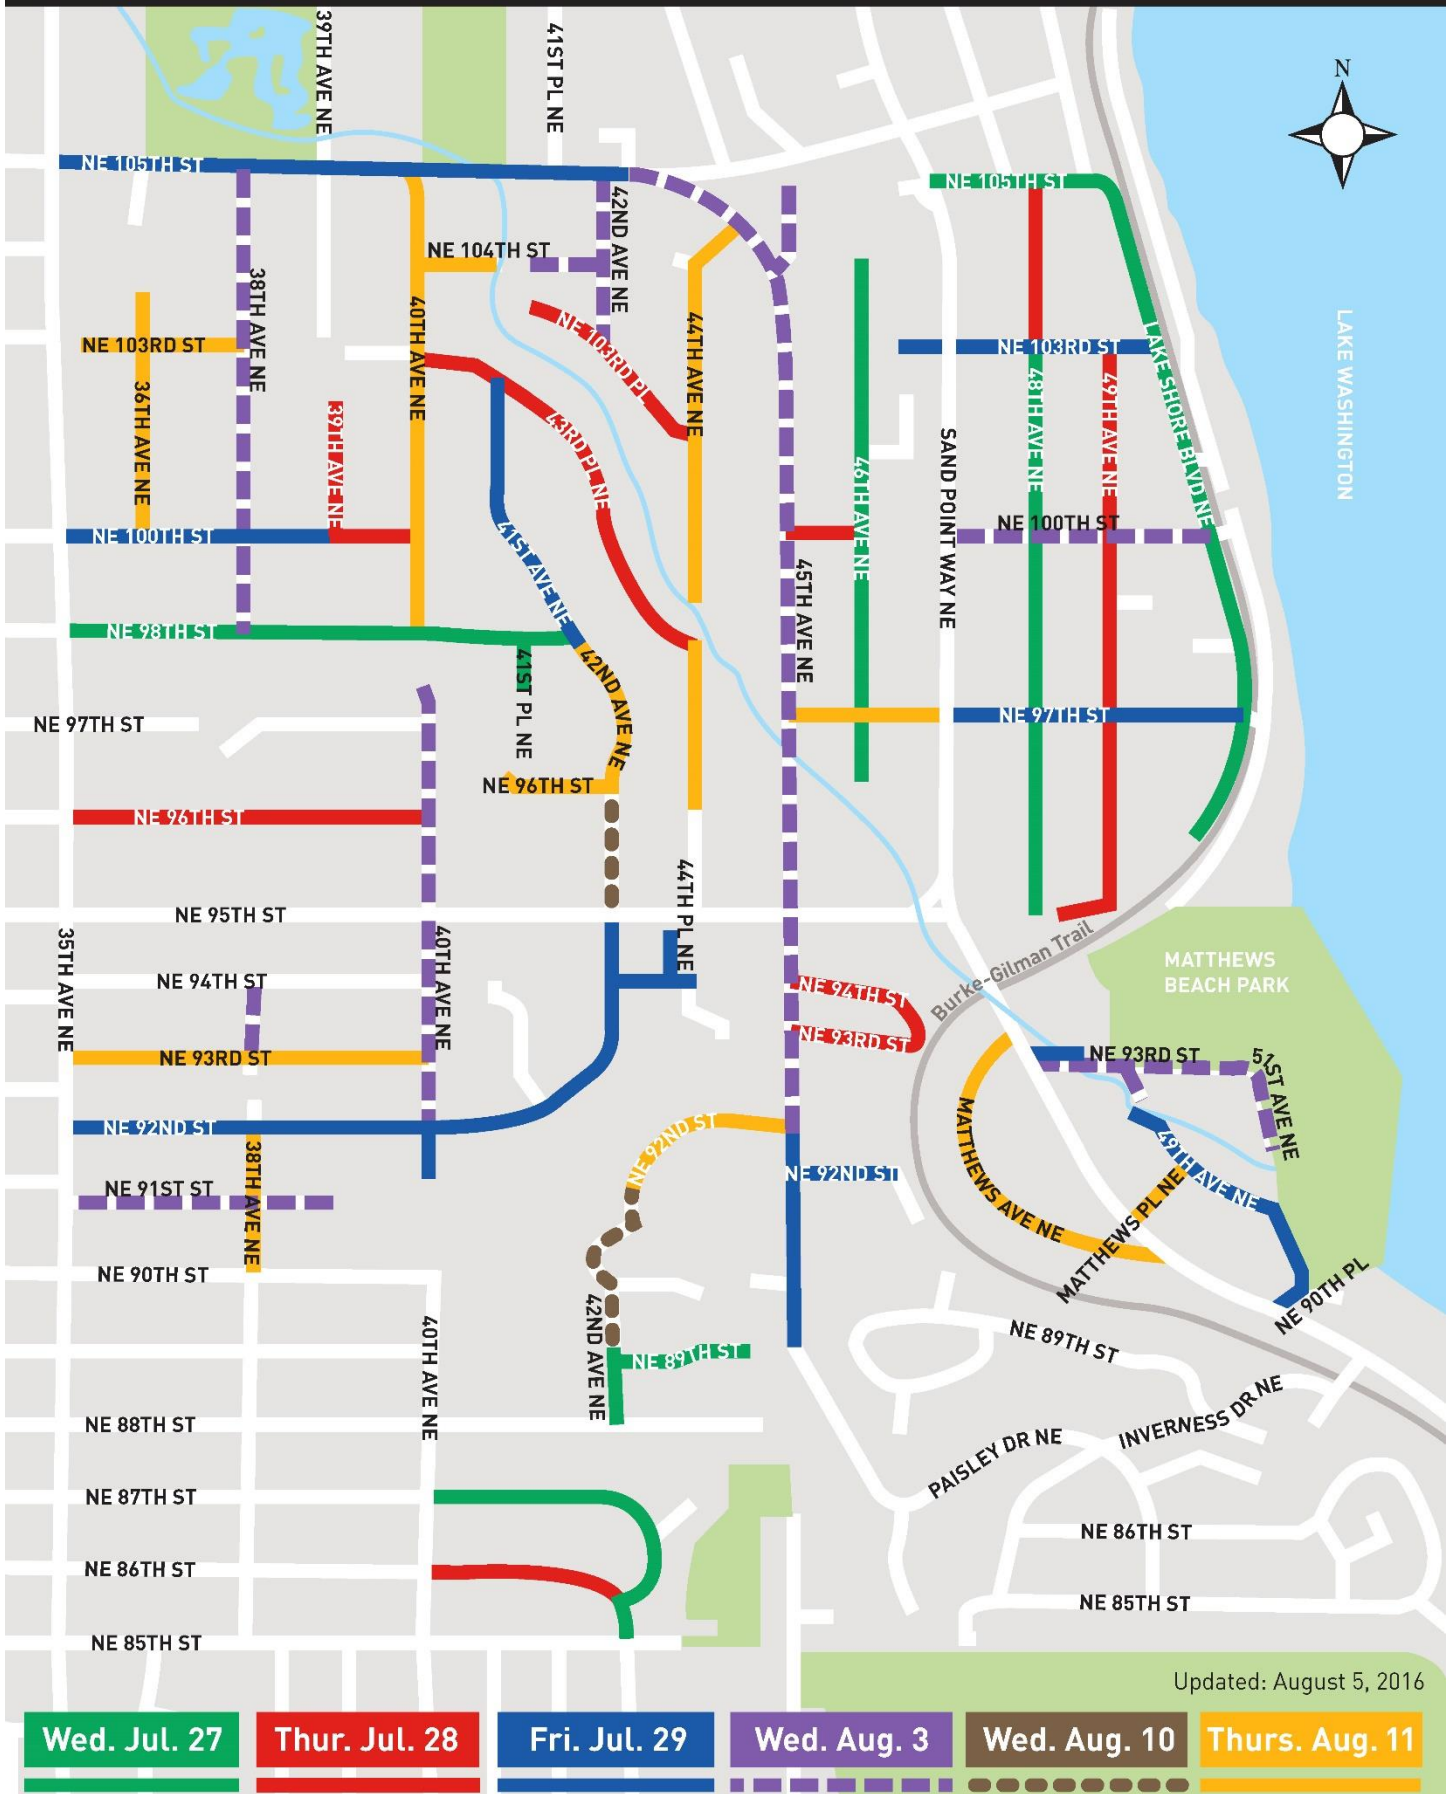 39TH AVE NE
41ST PL NE
N
NE 105TH ST
NE 105TH ST
42ND AVE NE
NE 104TH ST
38TH AVE NE
40TH AVE NE
NE 103RD PL
44TH AVE NE
NE 103RD ST
NE 103RD ST
LAKE SHORE BLVD NE
LAKE WASHINGTON
36TH AVE NE
39TH AVE NE
43RD PL NE
46TH AVE NE
SAND POINT WAY NE
48TH AVE NE
49TH AVE NE
NE 100TH ST
NE 100TH ST
41ST AVE NE
45TH AVE NE
NE 98TH ST
41ST PL NE
42ND AVE NE
NE 97TH ST
NE 97TH ST
NE 96TH ST
NE 96TH ST
44TH PL NE
NE 95TH ST
35TH AVE NE
40TH AVE NE
NE 94TH ST
NE 94TH ST
Burke-Gilman Trail
MATTHEWS
BEACH PARK
NE 93RD ST
NE 93RD ST
NE 93RD ST
51ST AVE NE
NE 92ND ST
NE 92ND ST
NE 92ND ST
MATTHEWS AVE NE
49TH AVE NE
MATTHEWS PL NE
38TH AVE NE
NE 91ST ST
NE 90TH ST
NE 90TH PL
42ND AVE NE
40TH AVE NE
NE 89TH ST
NE 89TH ST
NE 88TH ST
INVERNESS DR NE
PAISLEY DR NE
NE 87TH ST
NE 86TH ST
NE 86TH ST
NE 85TH ST
NE 85TH ST
Updated: August 5, 2016
Wed. Jul. 27
Thur. Jul. 28
Fri. Jul. 29
Wed. Aug. 3
Wed. Aug. 10
Thurs. Aug. 11